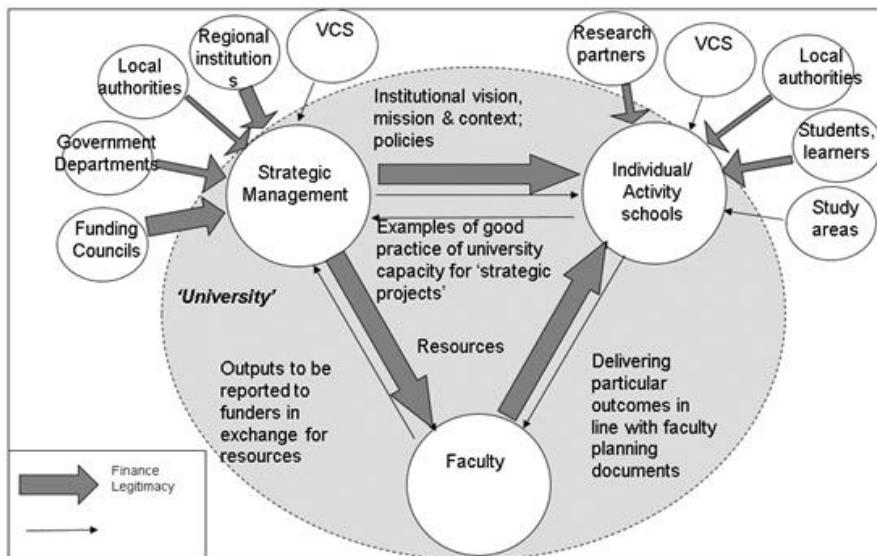 Regional
institution
s
VCS
Research
partners
VCS
Local
authorities
Local
authorities
Government
Departments
Students,
learners
Funding
Councils
Study
areas
Institutional vision,
mission & context;
policies
Strategic
Management
Individual/
Activity
schools
Examples of good
practice of university
capacity for ‘strategic
projects’
‘University’
Resources
Outputs to be
reported to
funders in
exchange for
resources
Delivering
particular
outcomes in
line with faculty
planning
documents
Faculty
Finance
Legitimacy